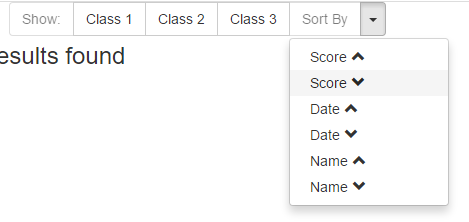 Show: Class 1 Class 2 Class 3 Sort By
esults found
Score
Score
Date
Date
Name
Name